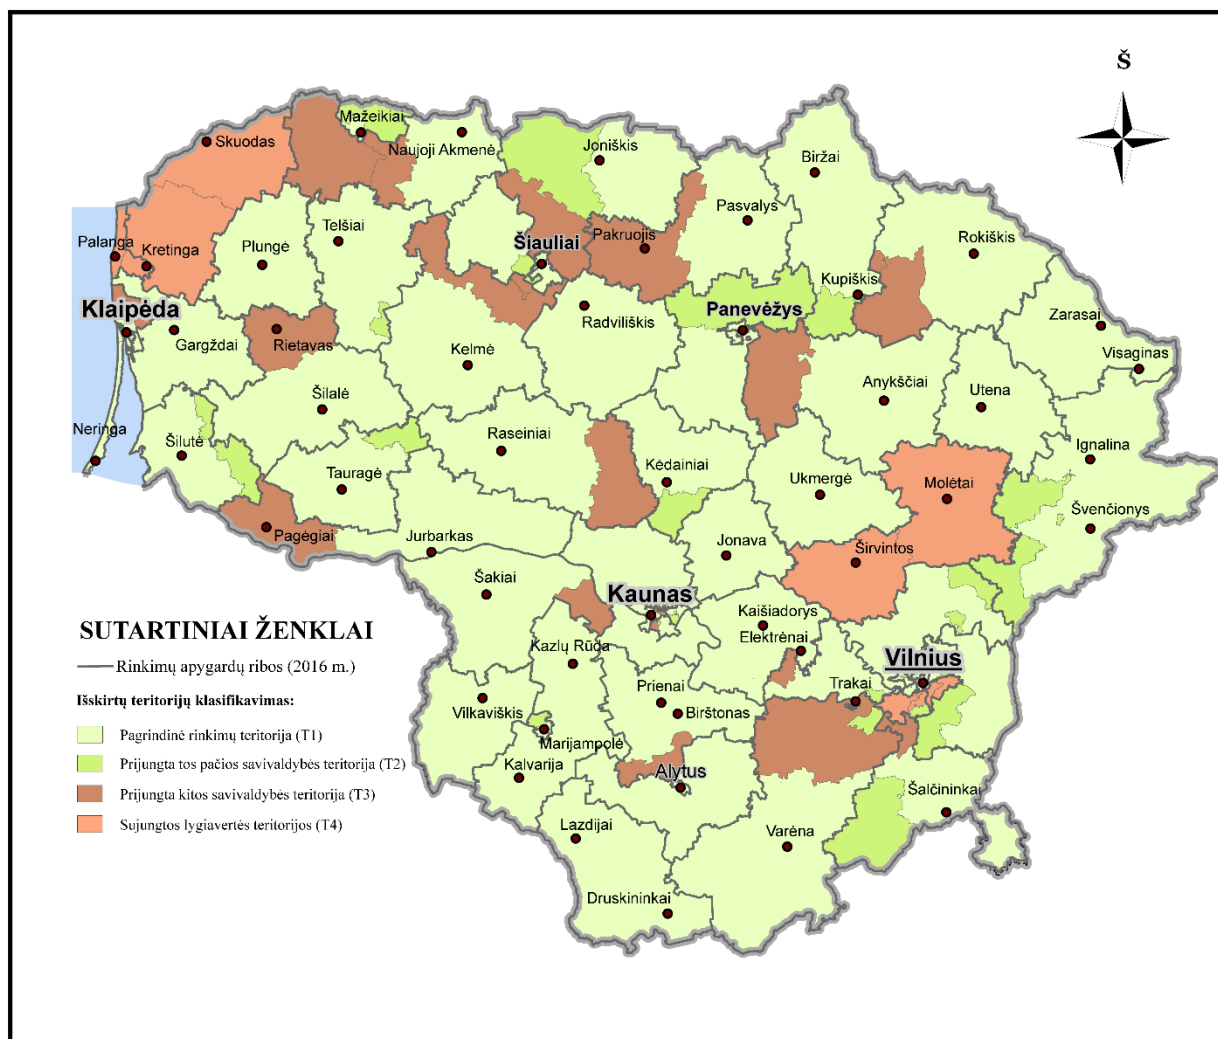 Š
Mažeikiai
Skuodas
Naujoji Akmenė
Joniškis
Biržai
Pasvalys
Telšiai
Palanga
Kretinga
Plungė
Šiauliai
Pakruojis
Rokiškis
Kupiškis
Klaipėda
Gargždai
Rietavas
Radviliškis
Panevėžys
Zarasai
Visaginas
Kelmė
Anykščiai
Utena
Šilalė
Neringa
Šilutė
Raseiniai
Kėdainiai
Ignalina
Tauragė
Ukmergė
Molėtai
Švenčionys
Pagėgiai
Jurbarkas
Jonava
Širvintos
Šakiai
Kaunas
Kaišiadorys
Elektrėnai
Kazlų Rūda
Vilnius
Trakai
Prienai
Vilkaviškis
Birštonas
Marijampolė
Kalvarija
Alytus
Šalčininkai
Lazdijai
Varėna
Druskininkai
SUTARTINIAI ŽENKLAI
Rinkimų apygardų ribos (2016 m.)
Išskirtų teritorijų klasifikavimas:
Pagrindinė rinkimų teritorija (T1)
Prijungta tos pačios savivaldybės teritorija (T2)
Prijungta kitos savivaldybės teritorija (T3)
Sujungtos lygiavertės teritorijos (T4)